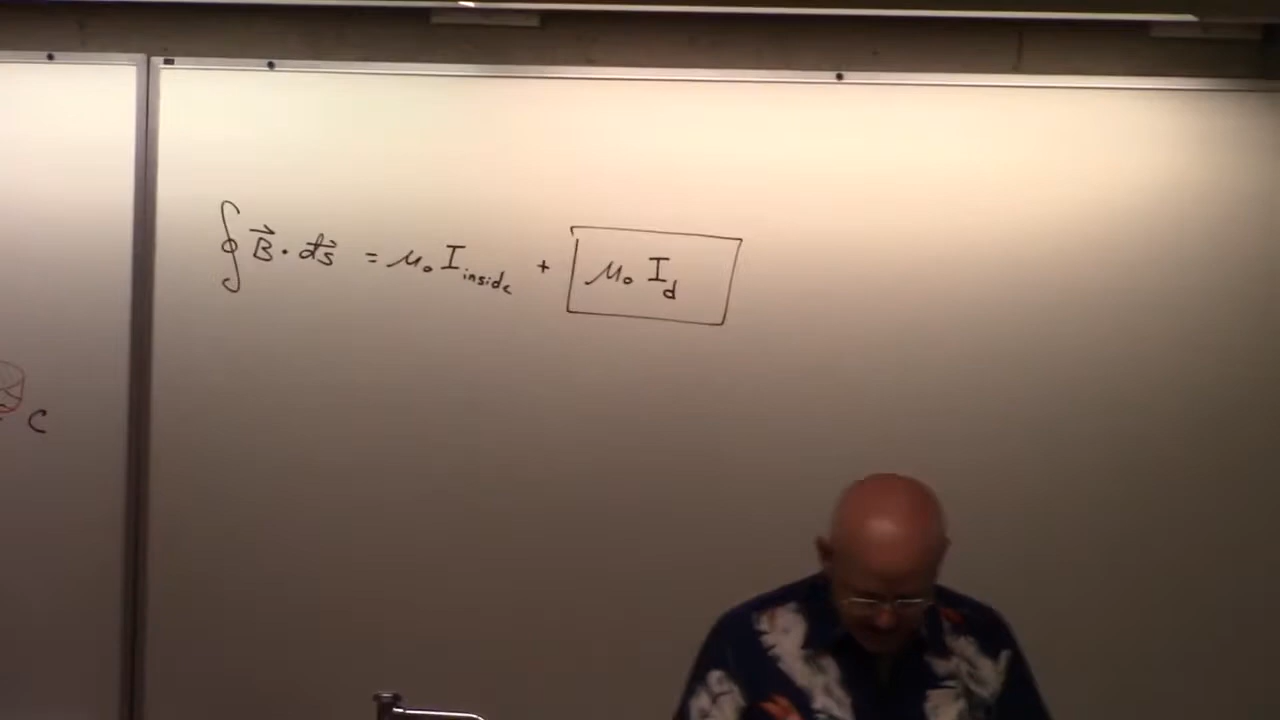 ∮ B⃗ · ds⃗ = μ₀ I_inside + μ₀ I_d
C